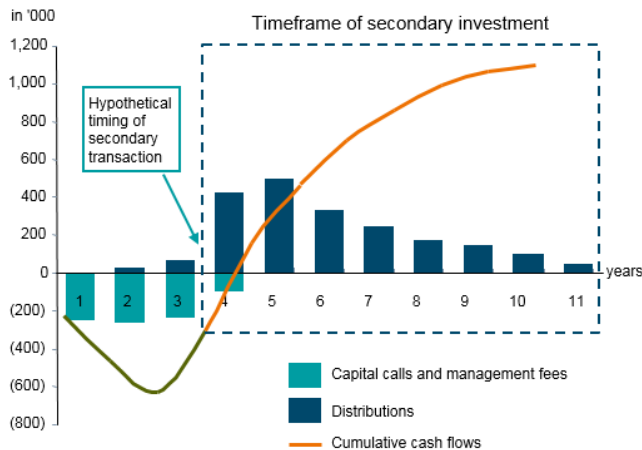 in '000
Timeframe of secondary investment
1,200
1,000
800
600
400
200
0
(200)
(400)
(600)
(800)
Hypothetical
timing of
secondary
transaction
1 2 3 4 5 6 7 8 9 10 11
years
Capital calls and management fees
Distributions
Cumulative cash flows